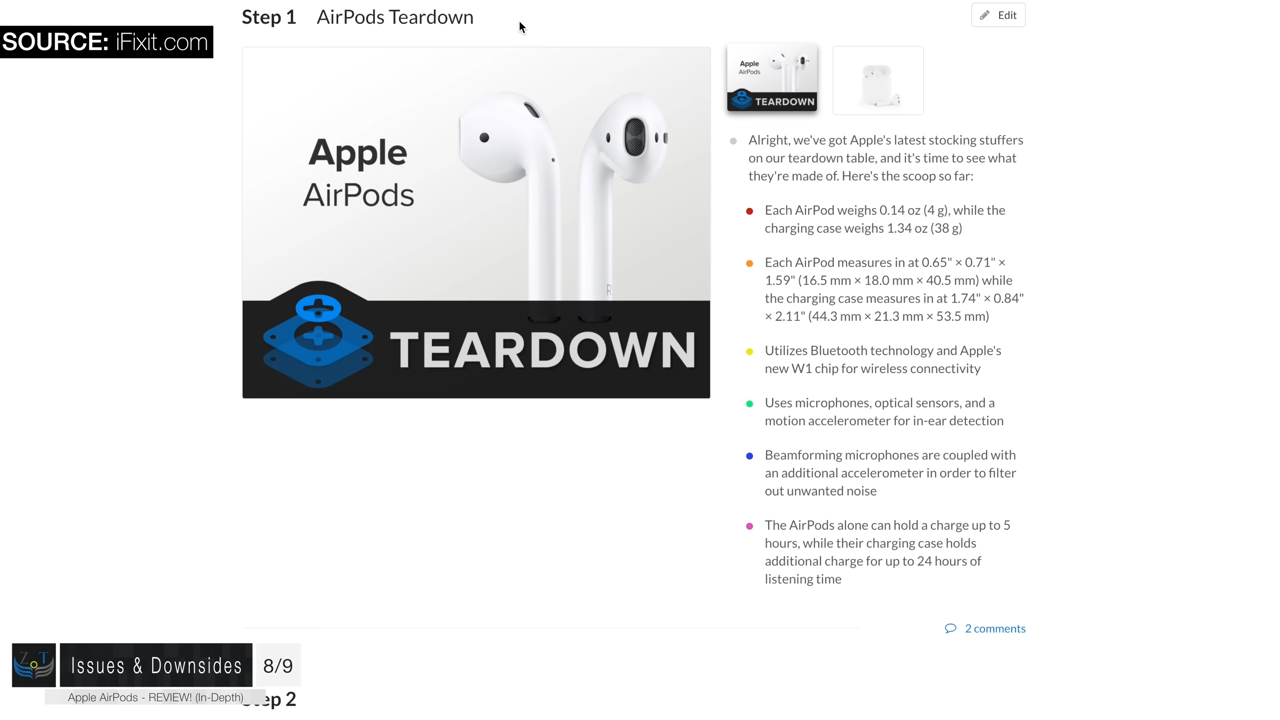 Step 1 AirPods Teardown
Edit
SOURCE: iFixit.com
Apple
AirPods
TEARDOWN
Apple
AirPods
TEARDOWN
Alright, we've got Apple's latest stocking stuffers
on our teardown table, and it's time to see what
they're made of. Here's the scoop so far:
Each AirPod weighs 0.14 oz (4 g), while the
charging case weighs 1.34 oz (38 g)
Each AirPod measures in at 0.65" × 0.71" ×
1.59" (16.5 mm × 18.0 mm × 40.5 mm) while
the charging case measures in at 1.74" × 0.84"
× 2.11" (44.3 mm × 21.3 mm × 53.5 mm)
Utilizes Bluetooth technology and Apple's
new W1 chip for wireless connectivity
Uses microphones, optical sensors, and a
motion accelerometer for in-ear detection
Beamforming microphones are coupled with
an additional accelerometer in order to filter
out unwanted noise
The AirPods alone can hold a charge up to 5
hours, while their charging case holds
additional charge for up to 24 hours of
listening time
2 comments
ZoT
Issues & Downsides
8/9
Apple AirPods - REVIEW! (In-Depth)
Step 2